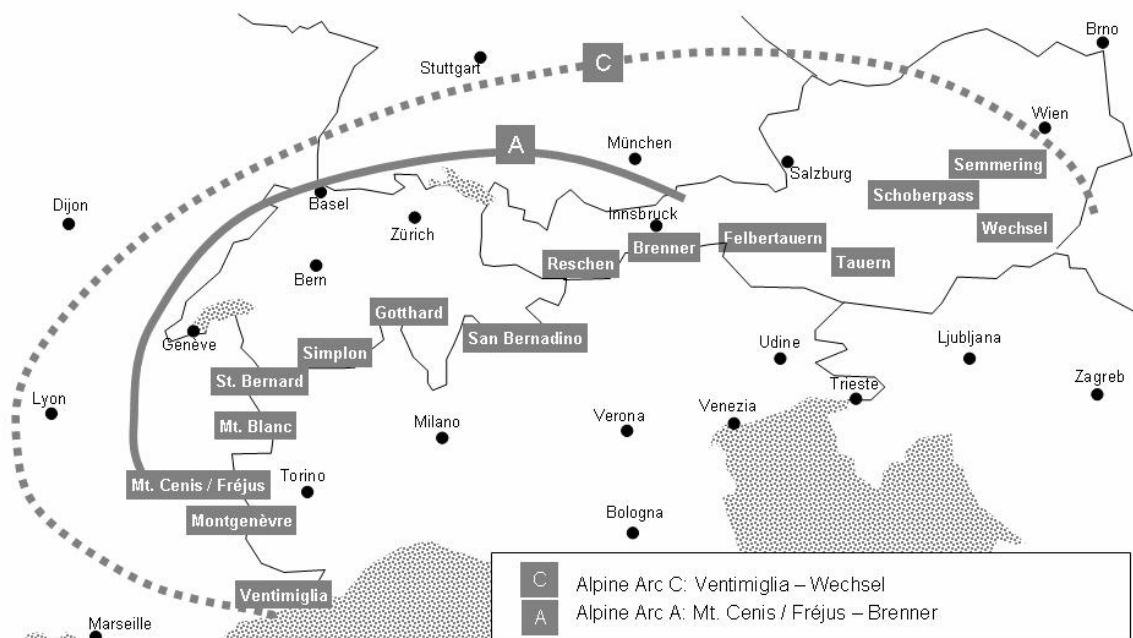 Brno
Stuttgart
C
Wien
A
München
Semmering
Salzburg
Schoberpass
Basel
Dijon
Innsbruck
Zürich
Wechsel
Felbertauern
Brenner
Reschen
Tauern
Bern
Gotthard
San Bernadino
Genève
Simplon
Udine
Ljubljana
St. Bernard
Trieste
Zagreb
Lyon
Milano
Verona
Venezia
Mt. Blanc
Mt. Cenis / Fréjus
Torino
Montgenèvre
Bologna
Ventimiglia
Marseille
C Alpine Arc C: Ventimiglia – Wechsel
A Alpine Arc A: Mt. Cenis / Fréjus – Brenner